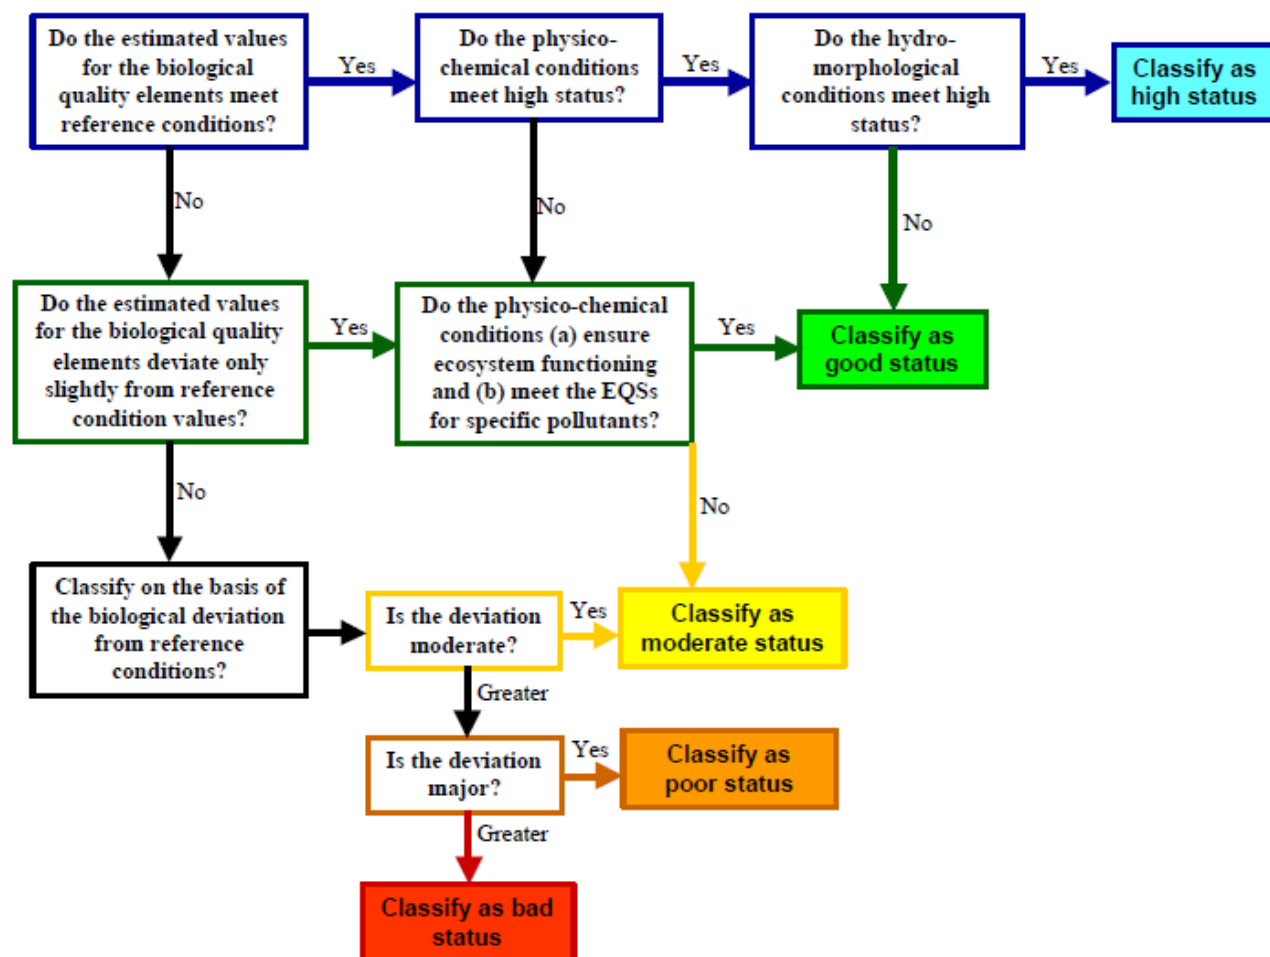 Do the estimated values
for the biological
quality elements meet
reference conditions?
Yes
Do the physico-
chemical conditions
meet high status?
Yes
Do the hydro-
morphological
conditions meet high
status?
Yes
Classify as
high status
No
No
No
Do the estimated values
for the biological quality
elements deviate only
slightly from reference
condition values?
Yes
Do the physico-chemical
conditions (a) ensure
ecosystem functioning
and (b) meet the EQSs
for specific pollutants?
Yes
Classify as
good status
No
No
Classify on the basis of
the biological deviation
from reference
conditions?
Is the deviation
moderate?
Yes
Classify as
moderate status
Greater
Is the deviation
major?
Yes
Classify as
poor status
Greater
Classify as bad
status